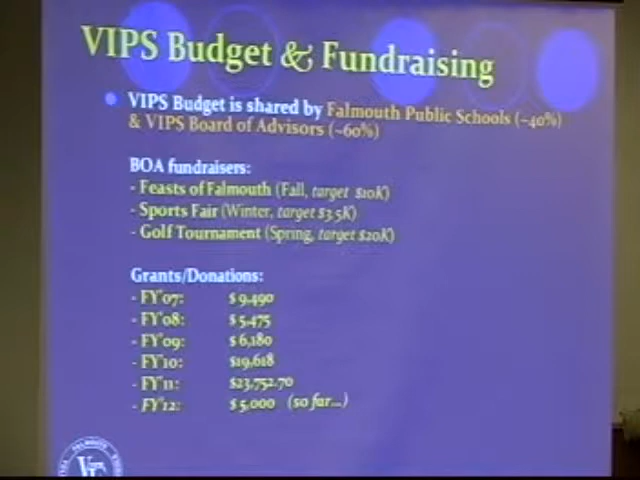 VIPS Budget & Fundraising
VIPS Budget is shared by Falmouth Public Schools (~40%)
& VIPS Board of Advisors (~60%)
BOA fundraisers:
- Feasts of Falmouth (Fall, target $10K)
- Sports Fair (Winter, target $3.5K)
- Golf Tournament (Spring, target $20K)
Grants/Donations:
- FY'07: $ 9,490
- FY'08: $ 5,475
- FY'09: $ 6,180
- FY'10: $19,618
- FY'11: $23,752.70
- FY'12: $ 5,000 (so far...)
FALMOUTH
VIPS